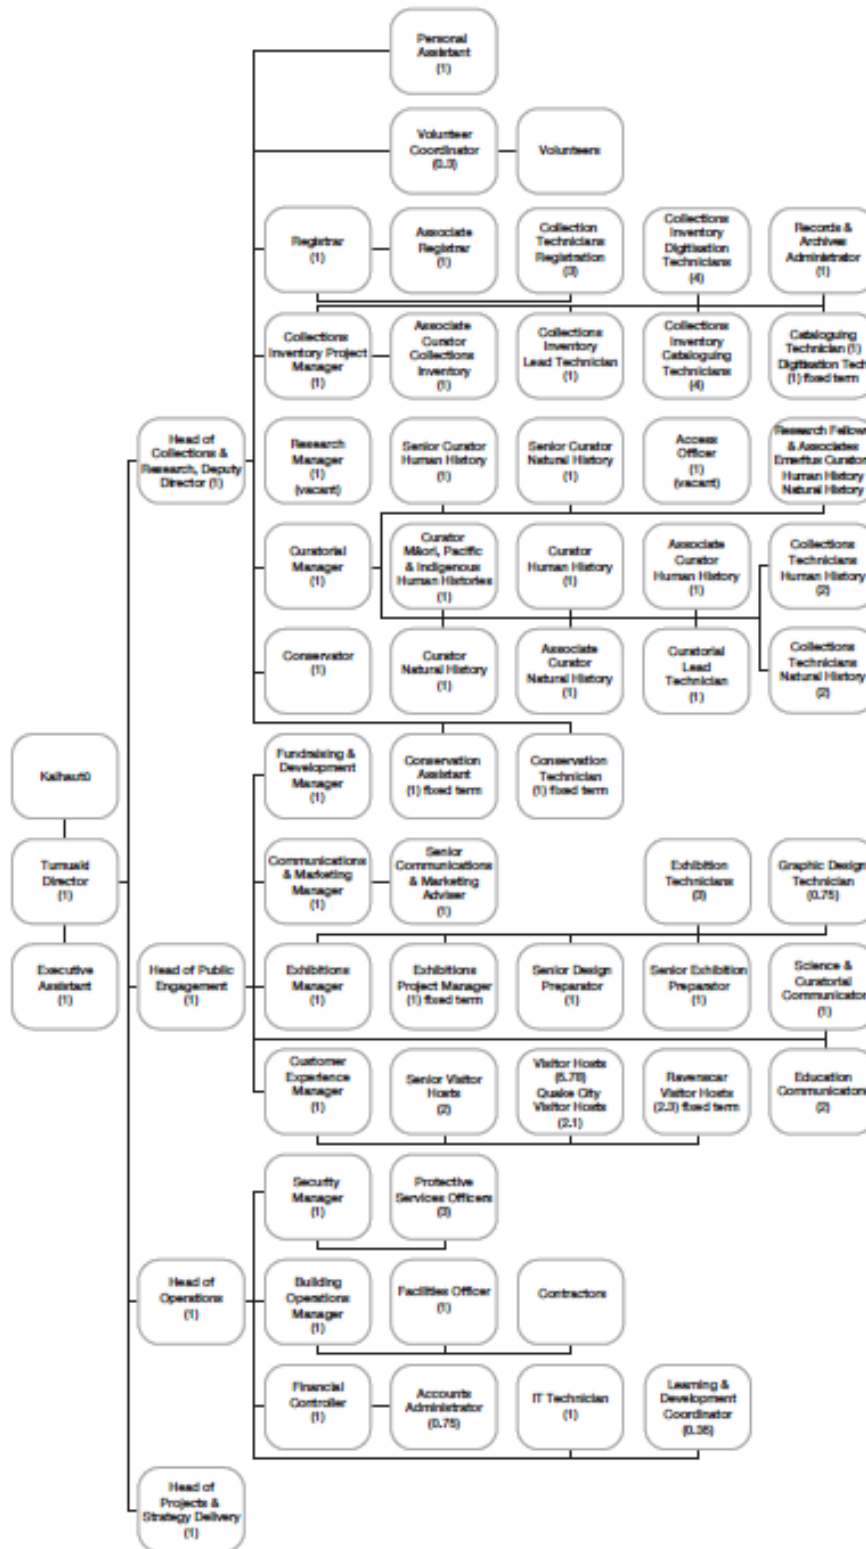 Personal
Assistant
(1)
Volunteer
Coordinator
(0.3)
Volunteers
Registrar
(1)
Associate
Registrar
(1)
Collection
Technicians
Registration
(3)
Collections
Inventory
Digitisation
Technicians
(4)
Records &
Archives
Administrator
(1)
Collections
Inventory Project
Manager
(1)
Associate
Curator
Collections
Inventory
(1)
Collections
Inventory
Lead Technician
(1)
Collections
Inventory
Cataloguing
Technicians
(4)
Cataloguing
Technician (1)
Digitisation Tech
(1) fixed term
Head of
Collections &
Research, Deputy
Director (1)
Research
Manager
(1)
(vacant)
Senior Curator
Human History
(1)
Senior Curator
Natural History
(1)
Access
Officer
(1)
(vacant)
Research Fellows
& Associates
Emeritus Curator
Human History
Natural History
Curatorial
Manager
(1)
Curator
Māori, Pacific
& Indigenous
Human Histories
(1)
Curator
Human History
(1)
Associate
Curator
Human History
(1)
Collections
Technicians
Human History
(2)
Conservator
(1)
Curator
Natural History
(1)
Associate
Curator
Natural History
(1)
Curatorial
Lead
Technician
(1)
Collections
Technicians
Natural History
(2)
Kaihautū
Fundraising &
Development
Manager
(1)
Conservation
Assistant
(1) fixed term
Conservation
Technician
(1) fixed term
Tumuaki
Director
(1)
Communications
& Marketing
Manager
(1)
Senior
Communications
& Marketing
Adviser
(1)
Exhibition
Technicians
(3)
Graphic Design
Technician
(0.75)
Executive
Assistant
(1)
Head of Public
Engagement
(1)
Exhibitions
Manager
(1)
Exhibitions
Project Manager
(1) fixed term
Senior Design
Preparator
(1)
Senior Exhibition
Preparator
(1)
Science &
Curatorial
Communicator
(1)
Customer
Experience
Manager
(1)
Senior Visitor
Hosts
(2)
Visitor Hosts
(5.78)
Quake City
Visitor Hosts
(2.1)
Ravenscar
Visitor Hosts
(2.3) fixed term
Education
Communicators
(2)
Security
Manager
(1)
Protective
Services Officers
(3)
Head of
Operations
(1)
Building
Operations
Manager
(1)
Facilities Officer
(1)
Contractors
Financial
Controller
(1)
Accounts
Administrator
(0.75)
IT Technician
(1)
Learning &
Development
Coordinator
(0.35)
Head of
Projects &
Strategy Delivery
(1)